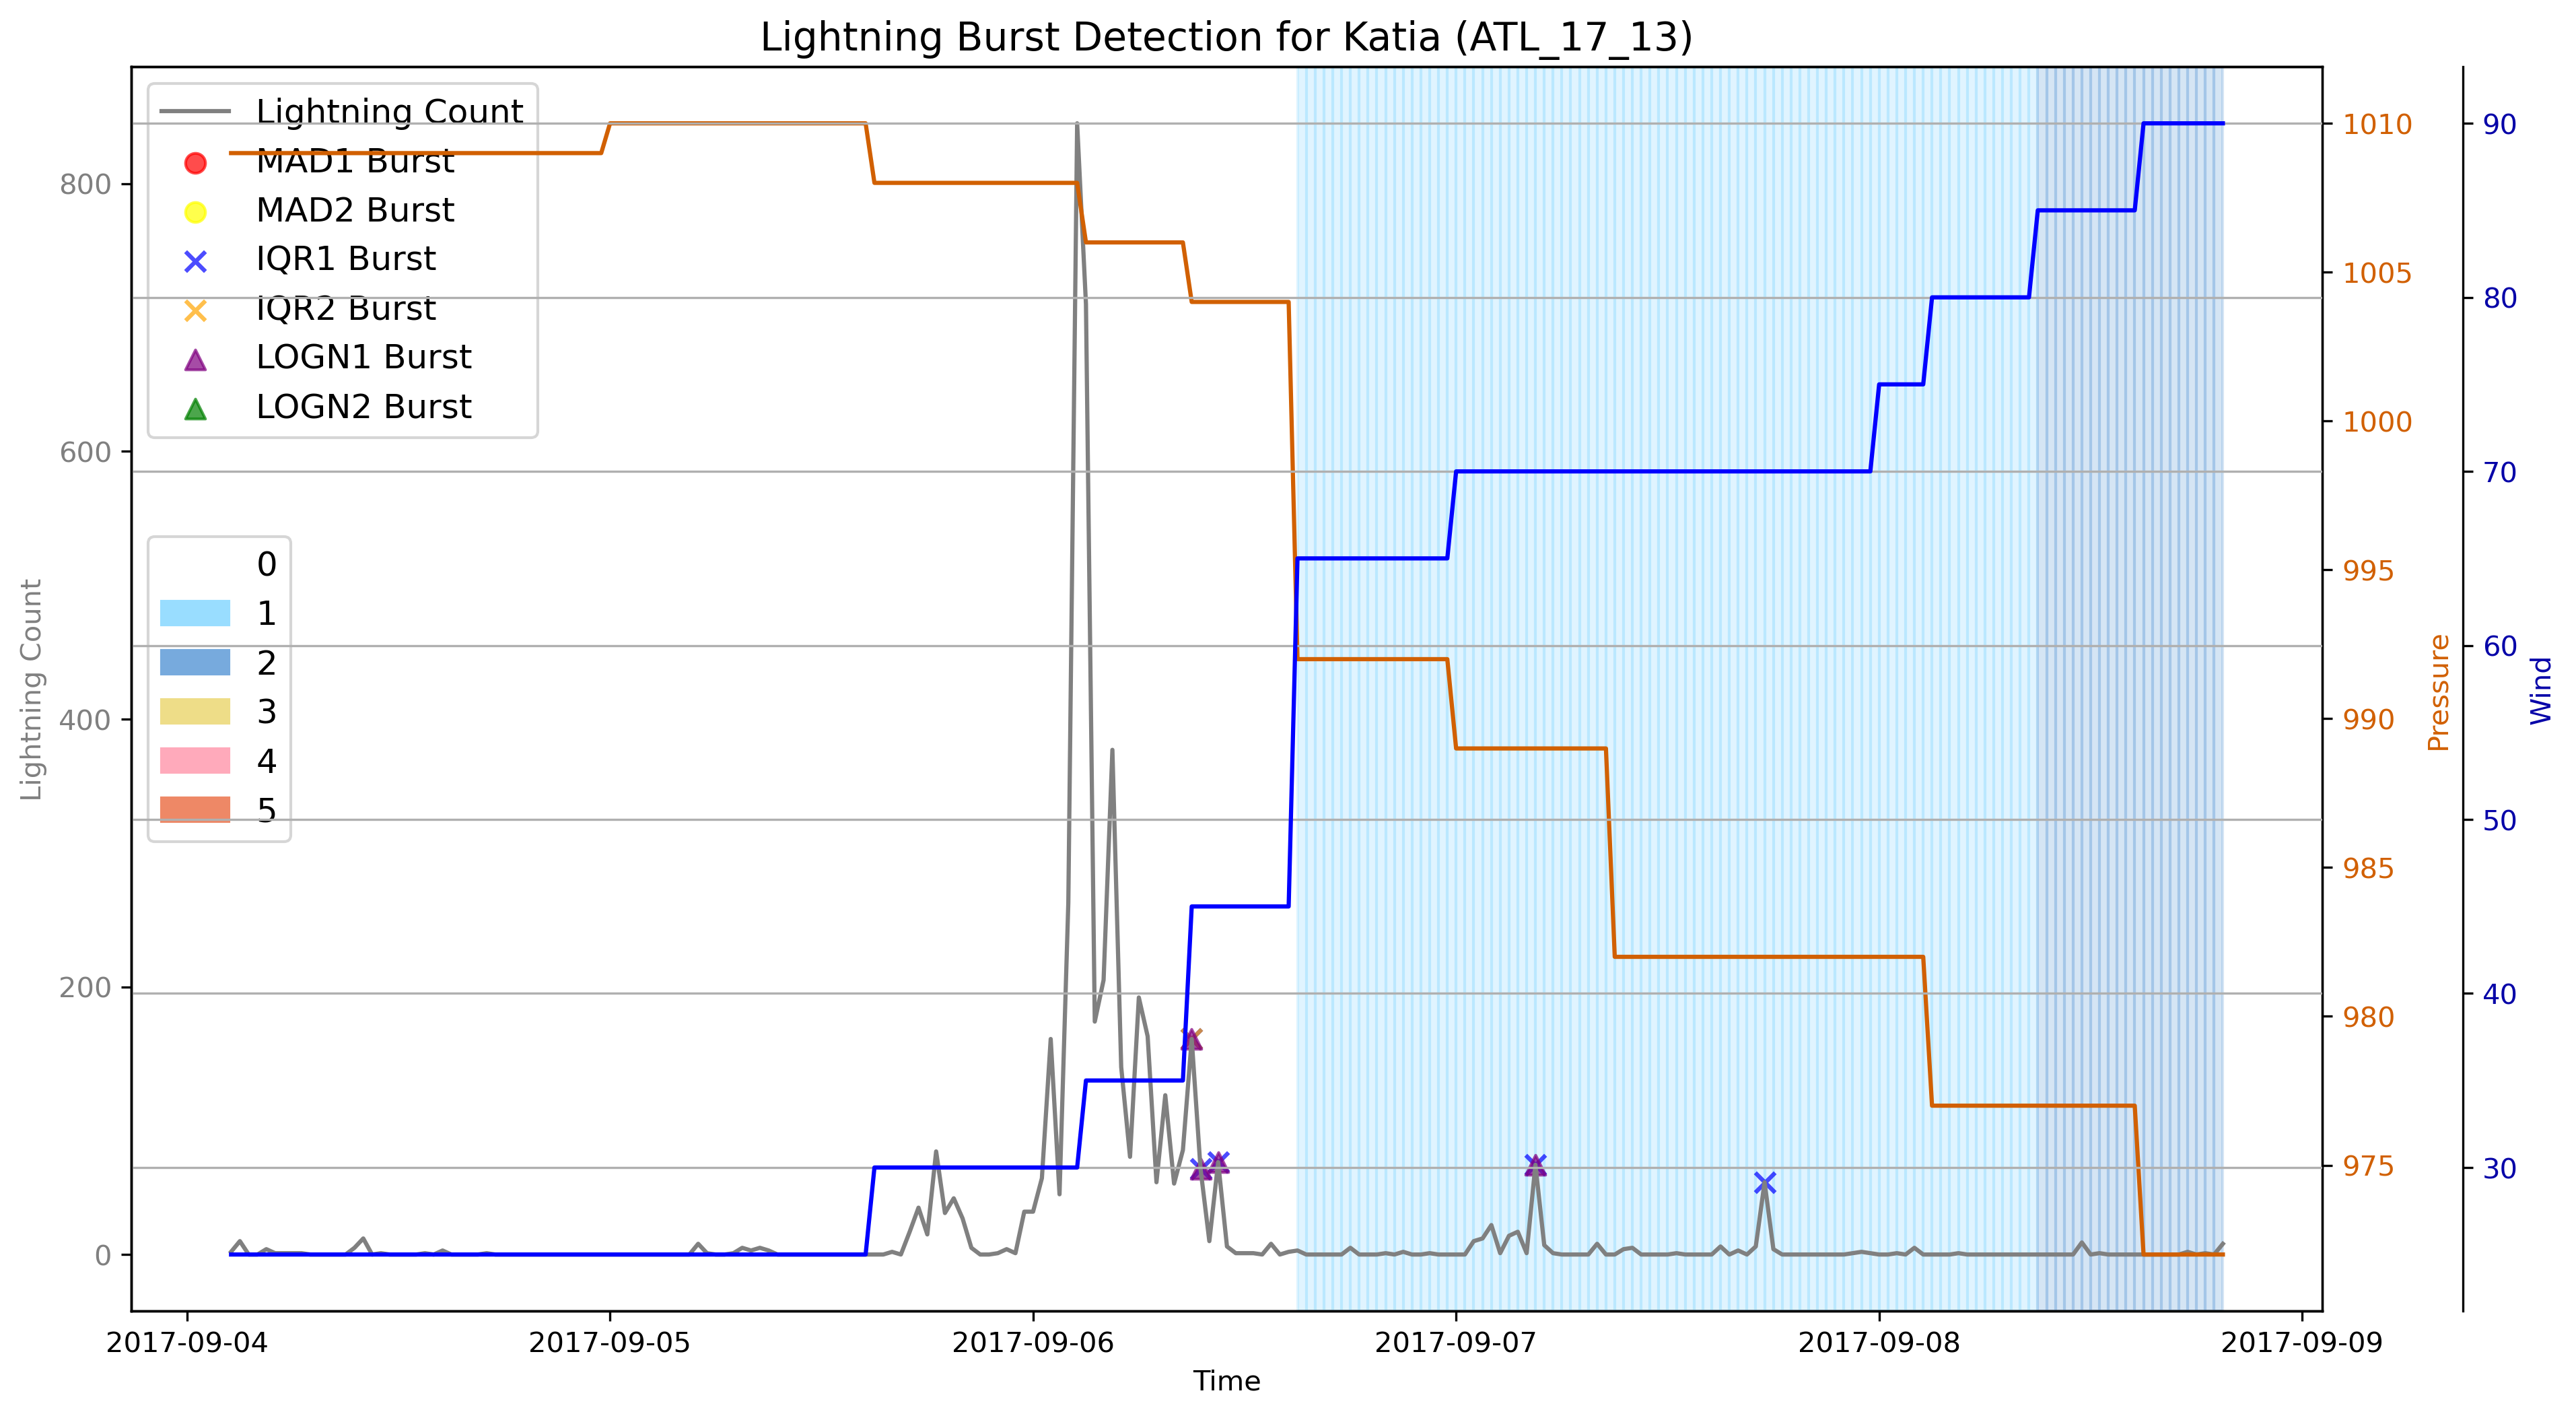 Lightning Burst Detection for Katia (ATL_17_13)
Lightning Count
MAD1 Burst
MAD2 Burst
IQR1 Burst
IQR2 Burst
LOGN1 Burst
LOGN2 Burst
0
1
2
3
4
5
Lightning Count
800
600
400
200
0
1010
1005
1000
995
990
985
980
975
Pressure
90
80
70
60
50
40
30
Wind
2017-09-04
2017-09-05
2017-09-06
2017-09-07
2017-09-08
2017-09-09
Time